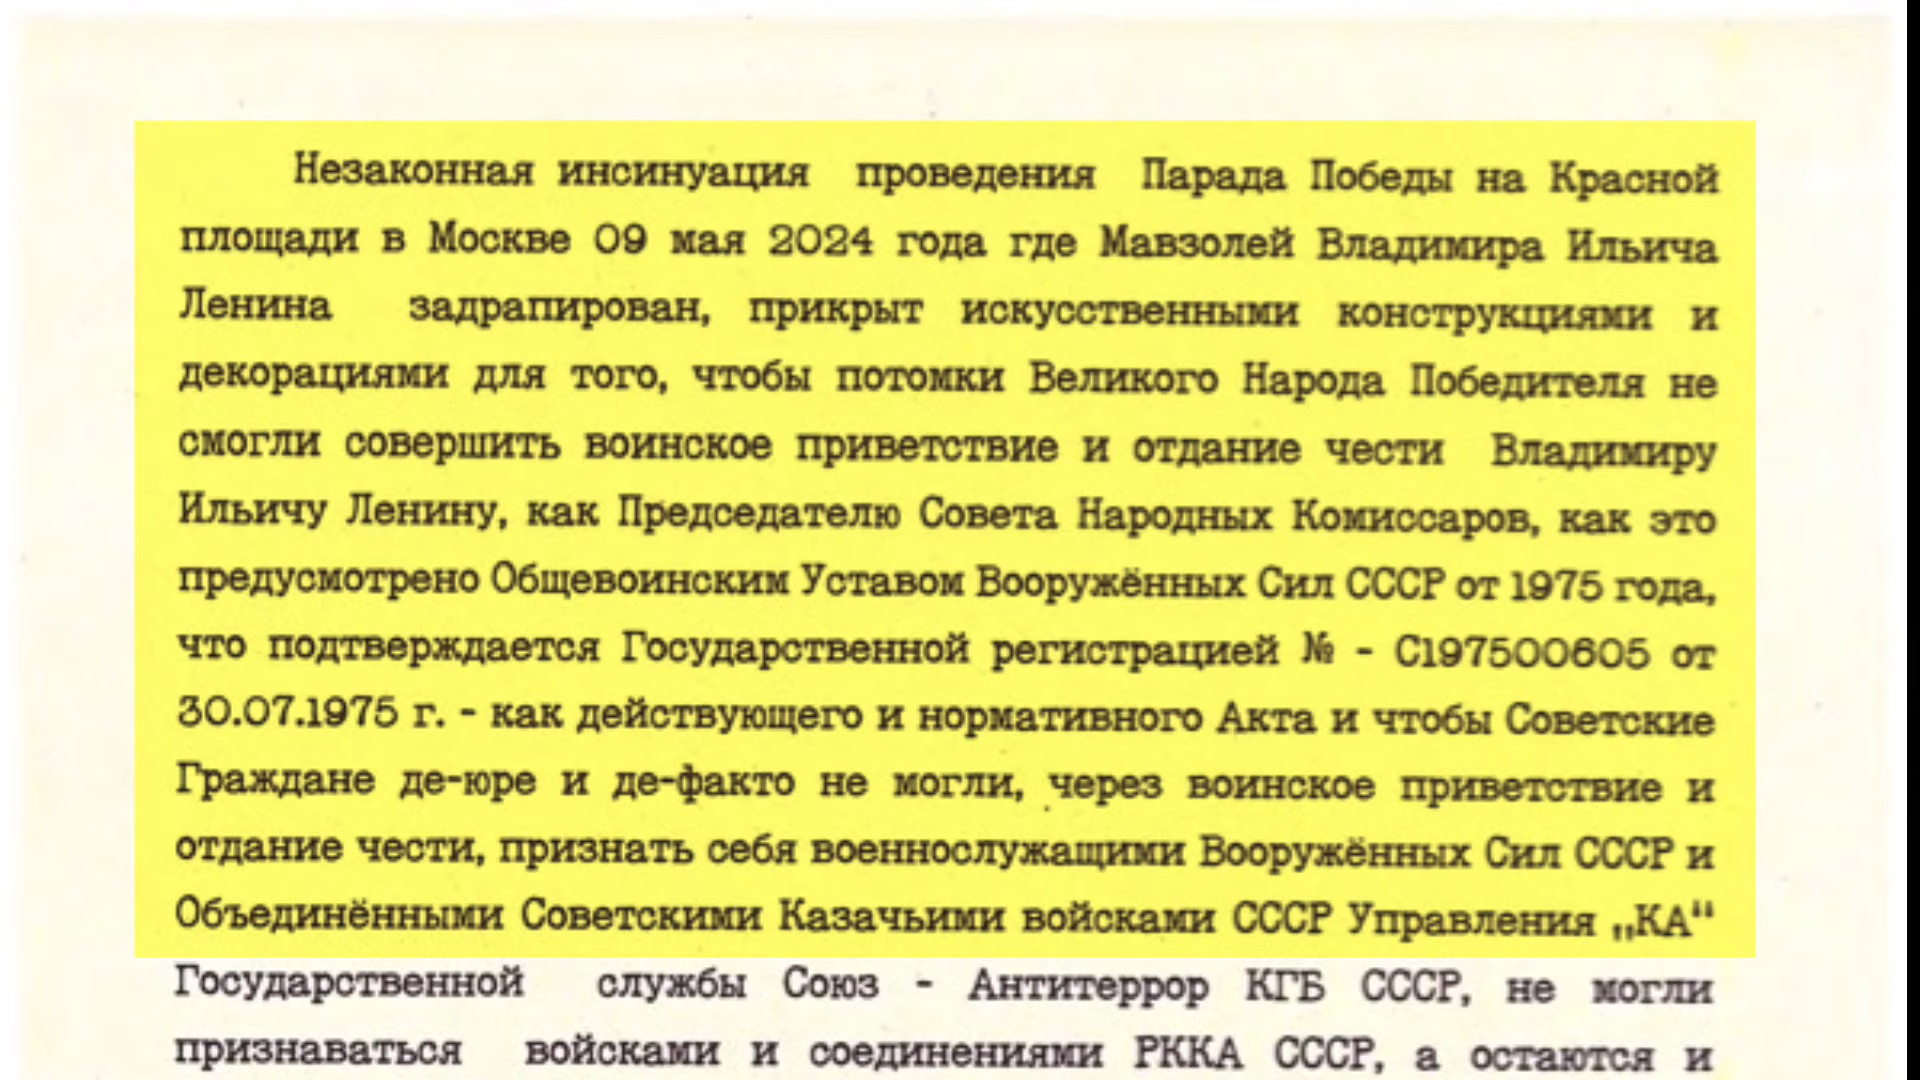 Незаконная инсинуация проведения Парада Победы на Красной
площади в Москве 09 мая 2024 года где Мавзолей Владимира Ильича
Ленина задрапирован, прикрыт искусственными конструкциями и
декорациями для того, чтобы потомки Великого Народа Победителя не
смогли совершить воинское приветствие и отдание чести Владимиру
Ильичу Ленину, как Председателю Совета Народных Комиссаров, как это
предусмотрено Общевоинским Уставом Вооружённых Сил СССР от 1975 года,
что подтверждается Государственной регистрацией № - С197500605 от
30.07.1975 г. - как действующего и нормативного Акта и чтобы Советские
Граждане де-юре и де-факто не могли, через воинское приветствие и
отдание чести, признать себя военнослужащими Вооружённых Сил СССР и
Объединёнными Советскими Казачьими войсками СССР Управления „КА“
Государственной службы Союз - Антитеррор КГБ СССР, не могли
признаваться войсками и соединениями РККА СССР, а остаются и